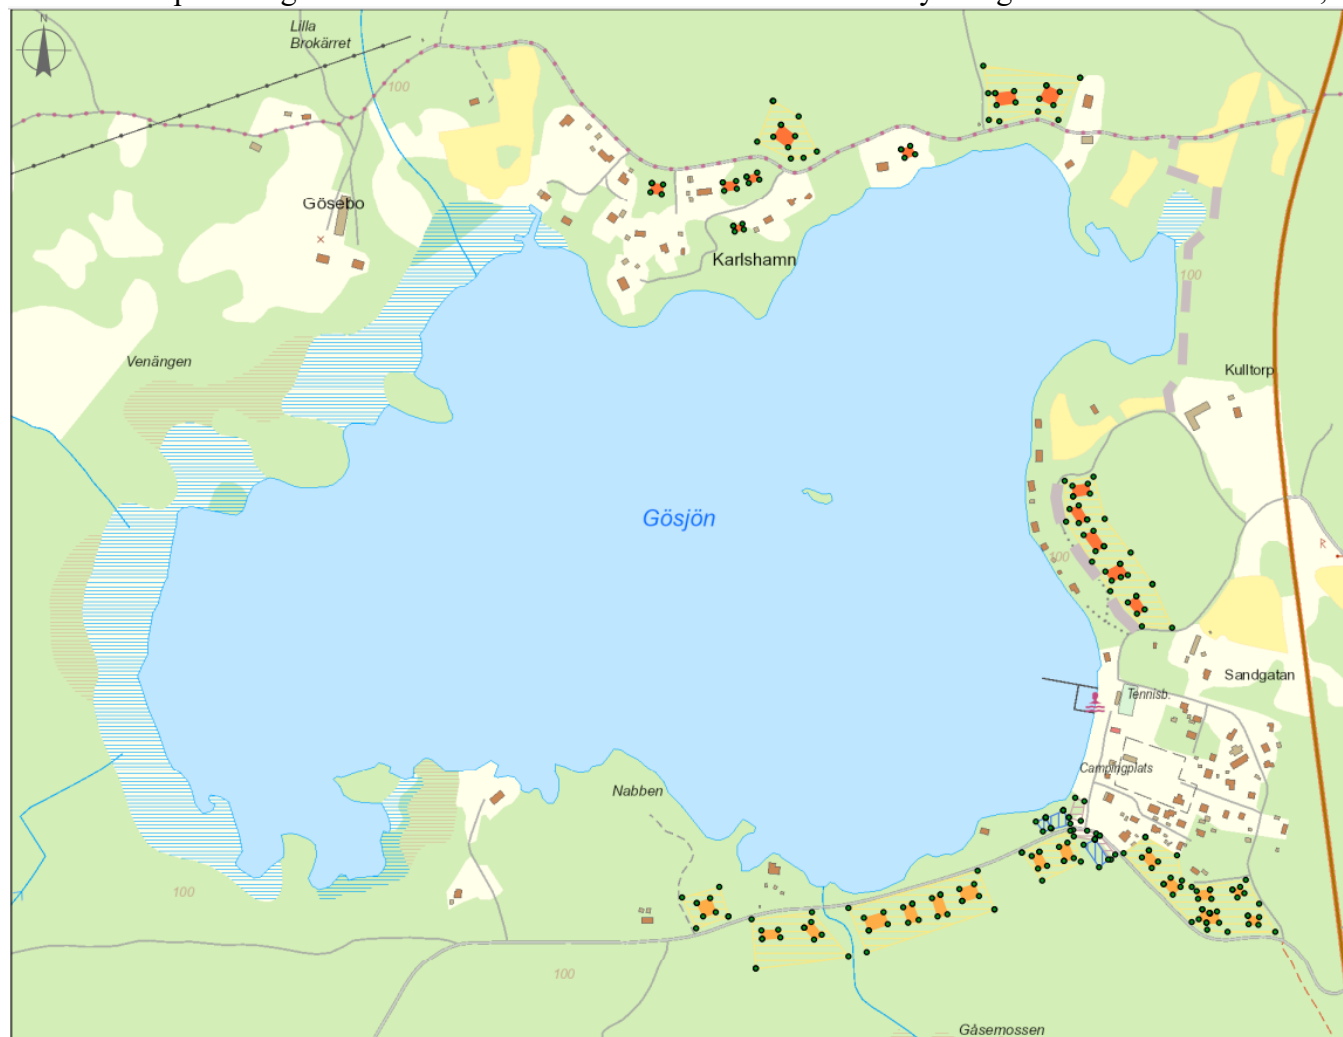 N
Lilla
Brokärret
100
Gösebo
Karlshamn
100
Venängen
Kulltorp
Gösjön
100
R
Sandgatan
Tennisb.
Campingplats
Nabben
100
100
Gåsemossen